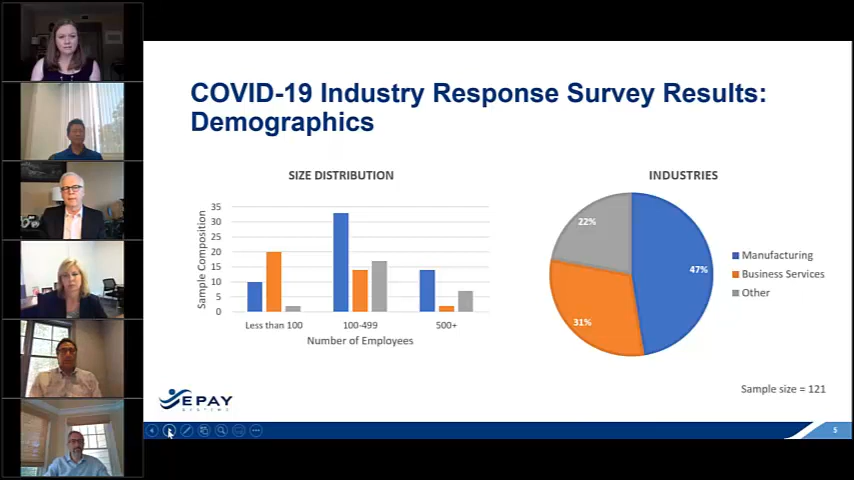 COVID-19 Industry Response Survey Results:
Demographics
SIZE DISTRIBUTION
35
30
25
20
15
10
5
0
Sample Composition
Less than 100
100-499
500+
Number of Employees
INDUSTRIES
22%
47%
31%
Manufacturing
Business Services
Other
Sample size = 121
EPAY
SYSTEMS
5